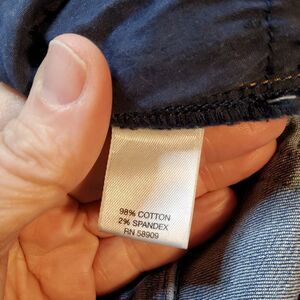 98% COTTON
2% SPANDEX
RN 58909